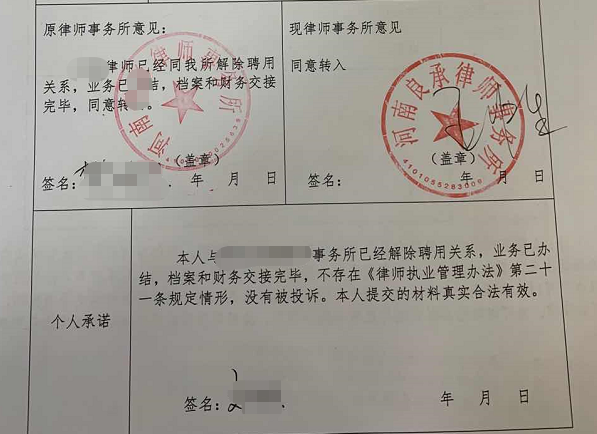 原律师事务所意见:
律师已经同我所解除聘用
关系,业务已 结,档案和财务交接
完毕,同意转 。
(盖章)
签名: 年 月 日
河南 律师事务所
现律师事务所意见:
同意转入
(盖章)
签名: 年 月 日
河南良承律师事务所
4101055283009
个人承诺
本人与 事务所已经解除聘用关系,业务已办
结,档案和财务交接完毕,不存在《律师执业管理办法》第二十
一条规定情形,没有被投诉。本人提交的材料真实合法有效。
签名: 年 月 日